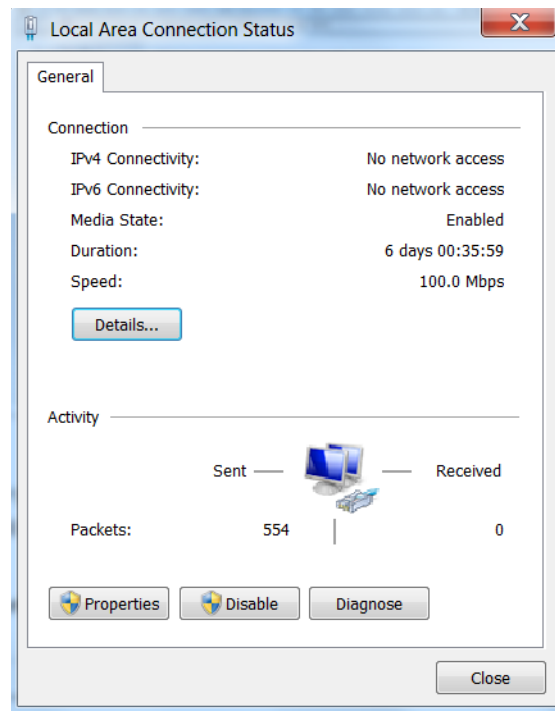 Local Area Connection Status
General
Connection
IPv4 Connectivity: No network access
IPv6 Connectivity: No network access
Media State: Enabled
Duration: 6 days 00:35:59
Speed: 100.0 Mbps
Details...
Activity
Sent Received
Packets: 554 0
Properties Disable Diagnose
Close